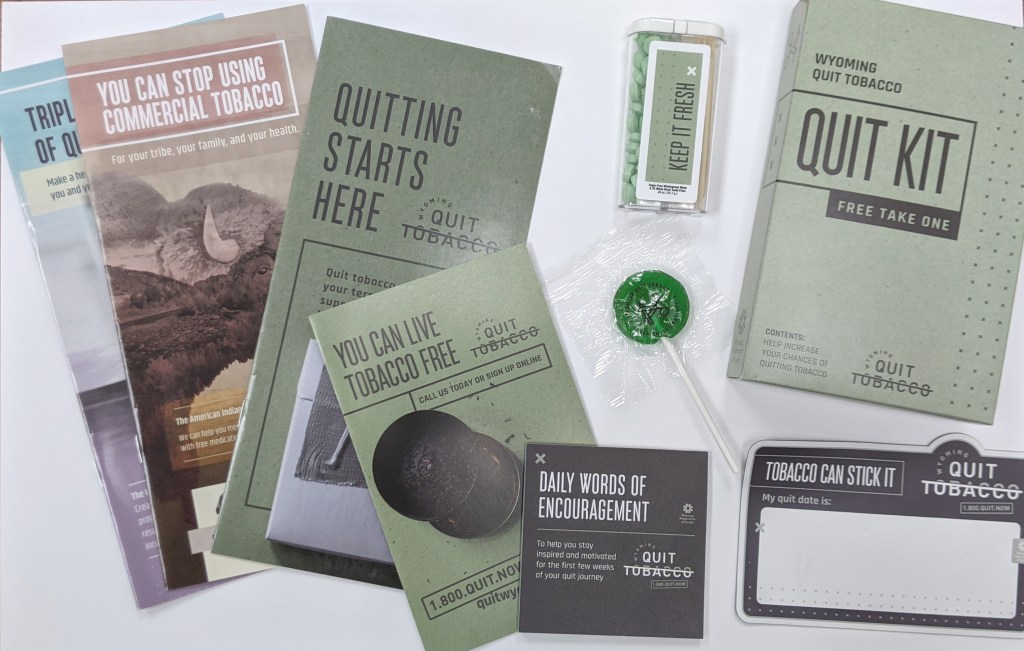 TRIPL
OF QU
Make a he
you and y
YOU CAN STOP USING
COMMERCIAL TOBACCO
For your tribe, your family, and your health.
The American Indian
We can help you
with free medicat
QUITTING
STARTS
HERE
WYOMING
QUIT
TOBACCO
Quit tobacco
your ter
supp
YOU CAN LIVE
TOBACCO FREE
WYOMING
QUIT
TOBACCO
CALL US TODAY OR SIGN UP ONLINE
1.800.QUIT.NOW
quitwy
KEEP IT FRESH
WYOMING
QUIT TOBACCO
QUIT KIT
FREE TAKE ONE
CONTENTS:
HELP INCREASE
YOUR CHANCES OF
QUITTING TOBACCO
WYOMING
QUIT
TOBACCO
DAILY WORDS OF
ENCOURAGEMENT
To help you stay
inspired and motivated
for the first few weeks
of your quit journey
WYOMING
QUIT
TOBACCO
1.800.QUIT.NOW
TOBACCO CAN STICK IT
My quit date is:
WYOMING
QUIT
TOBACCO
1.800.QUIT.NOW